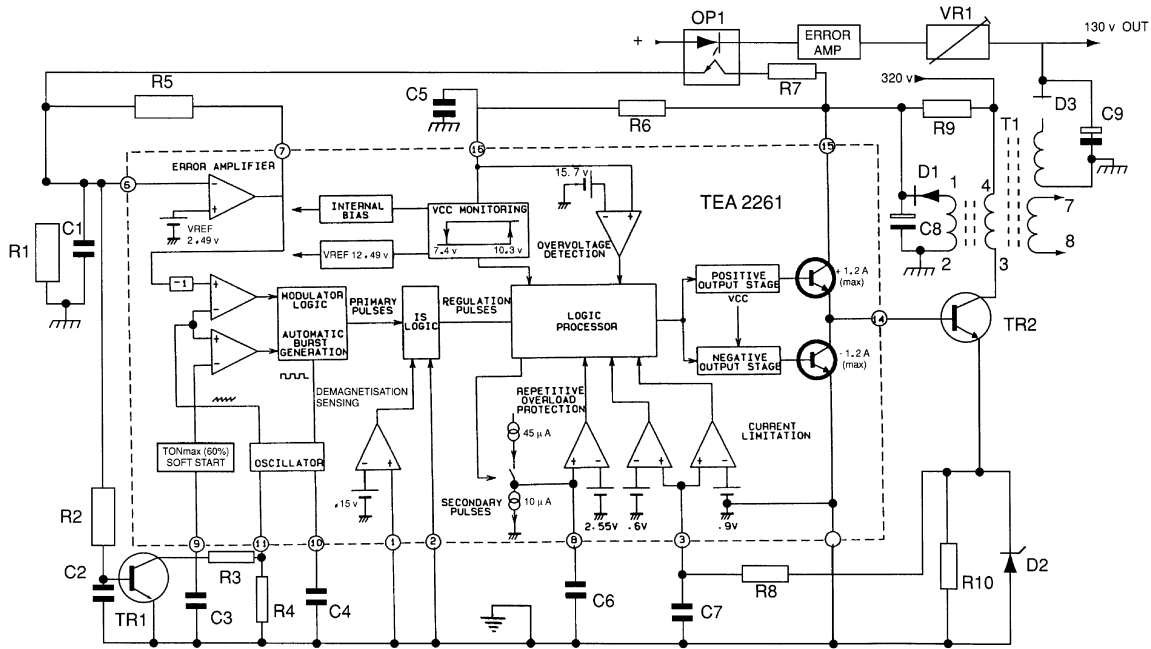 OP1
VR1
130 v OUT
+
ERROR
AMP
R5
C5
R7
320 v
R6
R9
T1
D3
C9
7
16
15
ERROR AMPLIFIER
6
-
+
VREF
2.49 v
INTERNAL
BIAS
VCC MONITORING
7.4 v
10.3 v
VREF 12.49 v
15.7 v
-
+
OVERVOLTAGE
DETECTION
TEA 2261
D1
1
4
C8
2
3
7
8
R1
C1
-1
+
-
+
-
MODULATOR
LOGIC
AUTOMATIC
BURST
GENERATION
PRIMARY
PULSES
IS
LOGIC
REGULATION
PULSES
LOGIC
PROCESSOR
POSITIVE
OUTPUT STAGE
VCC
NEGATIVE
OUTPUT STAGE
+1.2 A
(max)
-1.2 A
(max)
14
TR2
DEMAGNETISATION
SENSING
REPETITIVE
OVERLOAD
PROTECTION
CURRENT
LIMITATION
TONmax (60%)
SOFT START
OSCILLATOR
45 µA
10 µA
SECONDARY
PULSES
-
+
.15 v
+
-
2.55V
-
+
.6V
+
-
.9V
R2
C2
TR1
9
11
10
1
2
8
3
R3
R4
C3
C4
C6
C7
R8
R10
D2